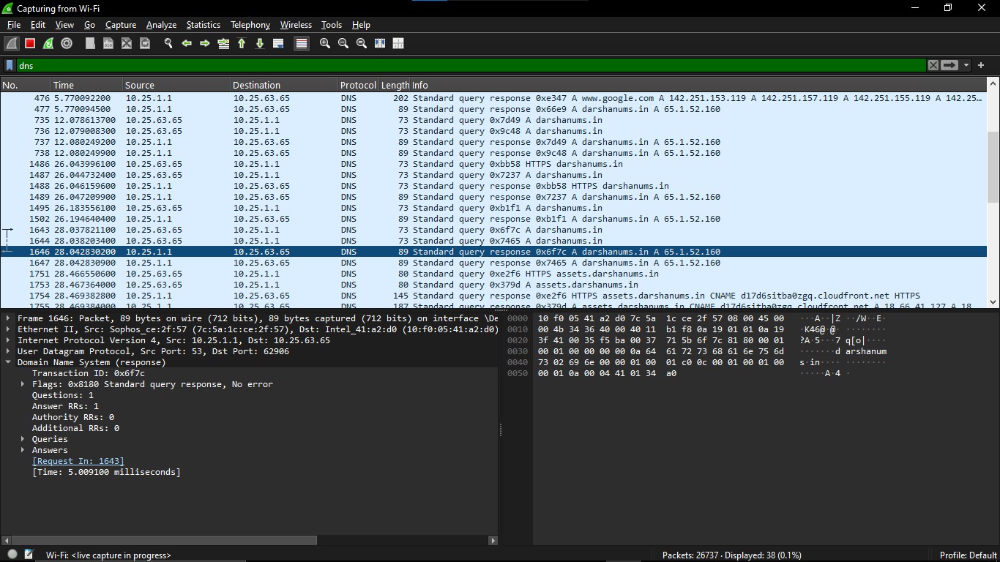 Capturing from Wi-Fi
File Edit View Go Capture Analyze Statistics Telephony Wireless Tools Help
dns
No. Time Source Destination Protocol Length Info
476 5.770092200 10.25.1.1 10.25.63.65 DNS 202 Standard query response 0xe347 A www.google.com A 142.251.153.119 A 142.251.157.119 A 142.251.155.119 A 142.25…
477 5.770094500 10.25.1.1 10.25.63.65 DNS 89 Standard query response 0x66e9 A darshanums.in A 65.1.52.160
735 12.078613700 10.25.63.65 10.25.1.1 DNS 73 Standard query 0x7d49 A darshanums.in
736 12.079008300 10.25.63.65 10.25.1.1 DNS 73 Standard query 0x9c48 A darshanums.in
737 12.080249200 10.25.1.1 10.25.63.65 DNS 89 Standard query response 0x7d49 A darshanums.in A 65.1.52.160
738 12.080249900 10.25.1.1 10.25.63.65 DNS 89 Standard query response 0x9c48 A darshanums.in A 65.1.52.160
1486 26.043996100 10.25.63.65 10.25.1.1 DNS 73 Standard query 0xbb58 HTTPS darshanums.in
1487 26.044732400 10.25.63.65 10.25.1.1 DNS 73 Standard query 0x7237 A darshanums.in
1488 26.046159600 10.25.1.1 10.25.63.65 DNS 73 Standard query response 0xbb58 HTTPS darshanums.in
1489 26.047209900 10.25.1.1 10.25.63.65 DNS 89 Standard query response 0x7237 A darshanums.in A 65.1.52.160
1495 26.183556100 10.25.63.65 10.25.1.1 DNS 73 Standard query 0xb1f1 A darshanums.in
1502 26.194640400 10.25.1.1 10.25.63.65 DNS 89 Standard query response 0xb1f1 A darshanums.in A 65.1.52.160
1643 28.037821100 10.25.63.65 10.25.1.1 DNS 73 Standard query 0x6f7c A darshanums.in
1644 28.038203400 10.25.63.65 10.25.1.1 DNS 73 Standard query 0x7465 A darshanums.in
1646 28.042830200 10.25.1.1 10.25.63.65 DNS 89 Standard query response 0x6f7c A darshanums.in A 65.1.52.160
1647 28.042830900 10.25.1.1 10.25.63.65 DNS 89 Standard query response 0x7465 A darshanums.in A 65.1.52.160
1751 28.466550600 10.25.63.65 10.25.1.1 DNS 80 Standard query 0xe2f6 HTTPS assets.darshanums.in
1753 28.467364000 10.25.63.65 10.25.1.1 DNS 80 Standard query 0x379d A assets.darshanums.in
1754 28.469382800 10.25.1.1 10.25.63.65 DNS 145 Standard query response 0xe2f6 HTTPS assets.darshanums.in CNAME d17d6sitba0zgq.cloudfront.net HTTPS
1755 28.469384000 10.25.1.1 10.25.63.65 DNS 187 Standard query response 0x379d A assets.darshanums.in CNAME d17d6sitba0zgq.cloudfront.net A 18.66.41.127 A 18
Frame 1646: Packet, 89 bytes on wire (712 bits), 89 bytes captured (712 bits) on interface \De
Ethernet II, Src: Sophos_ce:2f:57 (7c:5a:1c:ce:2f:57), Dst: Intel_41:a2:d0 (10:f0:05:41:a2:d0)
Internet Protocol Version 4, Src: 10.25.1.1, Dst: 10.25.63.65
User Datagram Protocol, Src Port: 53, Dst Port: 62906
Domain Name System (response)
Transaction ID: 0x6f7c
Flags: 0x8180 Standard query response, No error
Questions: 1
Answer RRs: 1
Authority RRs: 0
Additional RRs: 0
Queries
Answers
[Request In: 1643]
[Time: 5.009100 milliseconds]
0000 10 f0 05 41 a2 d0 7c 5a 1c ce 2f 57 08 00 45 00 ···A··|Z ··/W··E·
0010 00 4b 34 36 40 00 40 11 b1 f8 0a 19 01 01 0a 19 ·K46@·@· ········
0020 3f 41 00 35 f5 ba 00 37 71 5b 6f 7c 81 80 00 01 ?A·5···7 q[o|····
0030 00 01 00 00 00 00 0a 64 61 72 73 68 61 6e 75 6d ·······d arshanum
0040 73 02 69 6e 00 00 01 00 01 c0 0c 00 01 00 01 00 s·in···· ········
0050 00 01 0a 00 04 41 01 34 a0 ·····A·4 ·
Wi-Fi: <live capture in progress>
Packets: 26737 · Displayed: 38 (0.1%)
Profile: Default